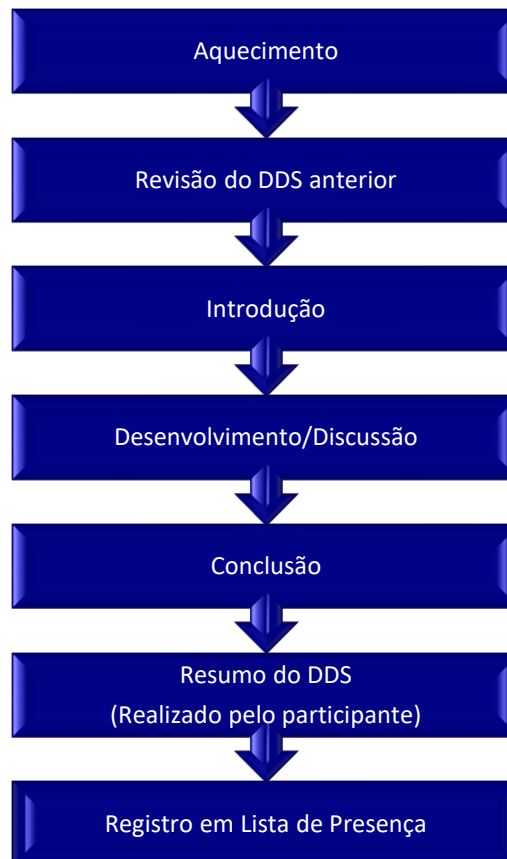 Aquecimento
Revisão do DDS anterior
Introdução
Desenvolvimento/Discussão
Conclusão
Resumo do DDS
(Realizado pelo participante)
Registro em Lista de Presença